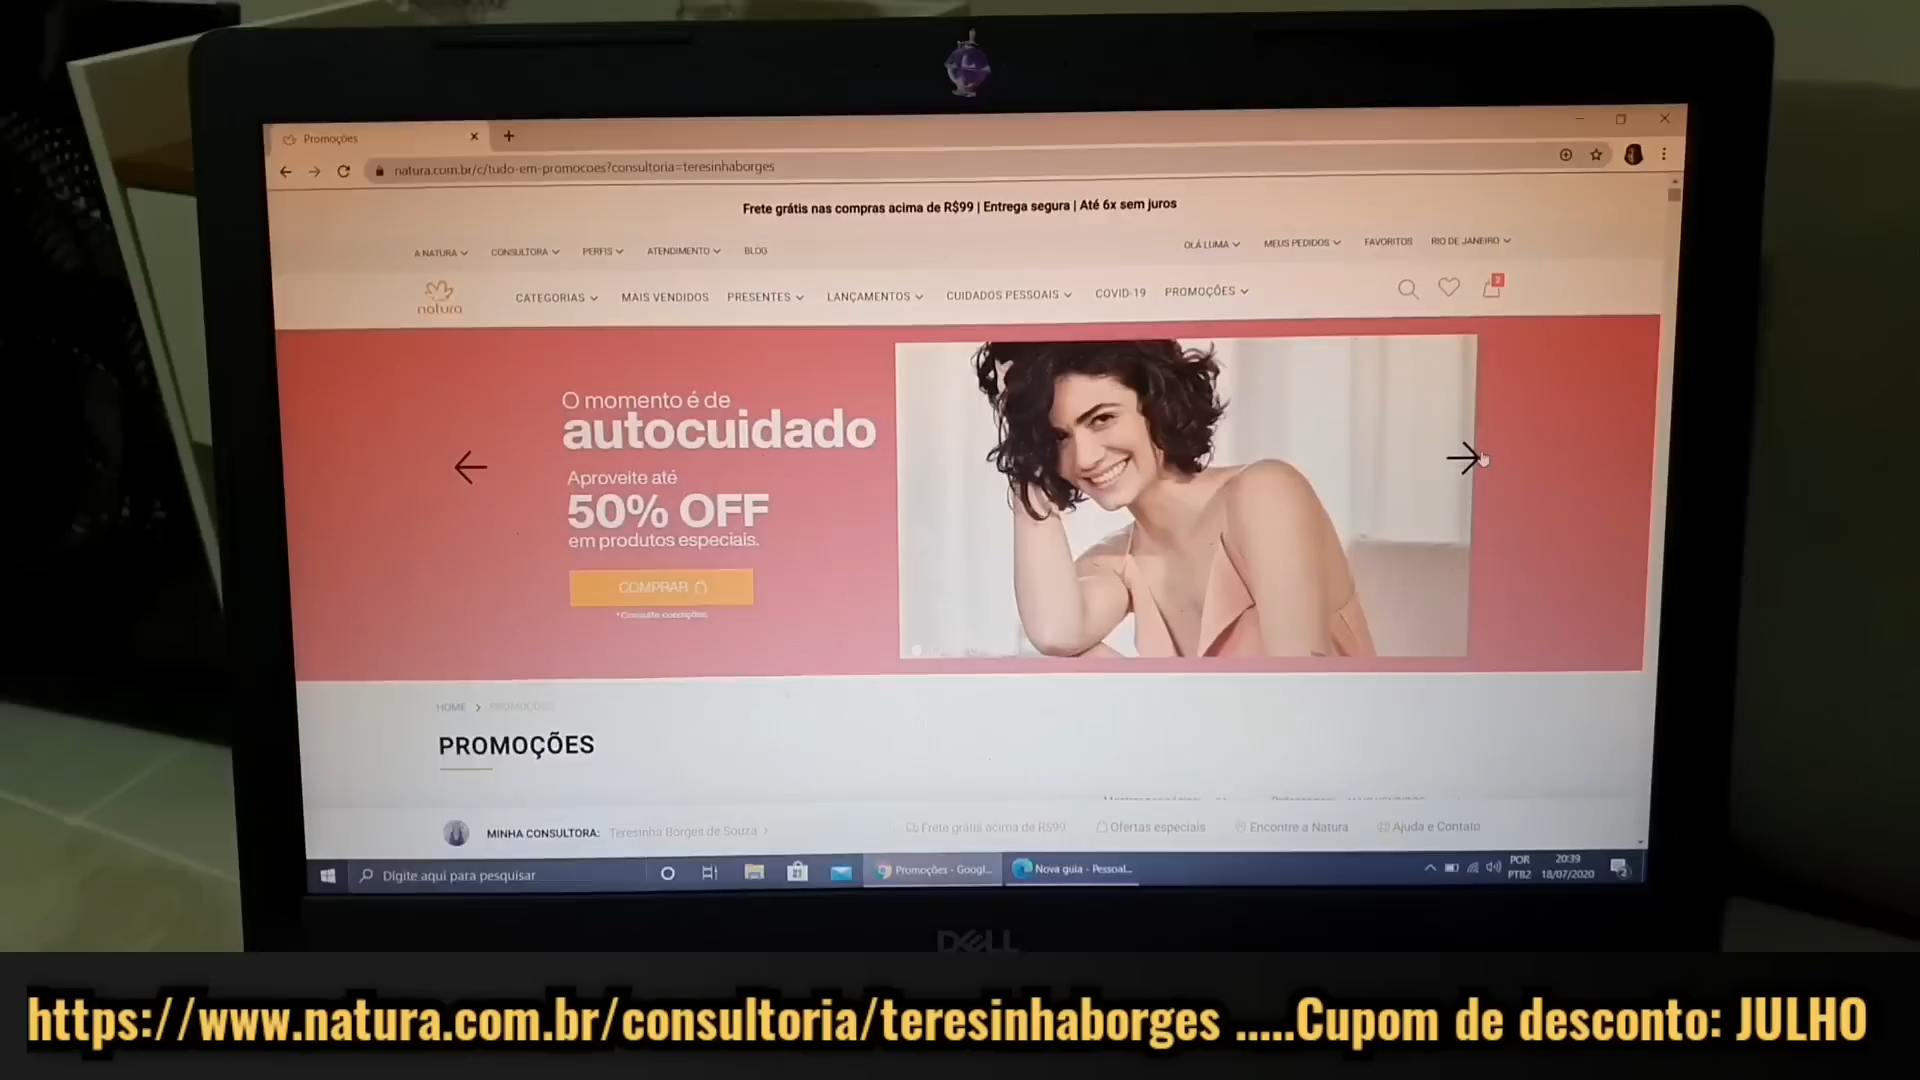 Promoções
natura.com.br/c/tudo-em-promocoes?consultoria=teresinhaborges
Frete grátis nas compras acima de R$99 | Entrega segura | Até 6x sem juros
A NATURA CONSULTORA PERFIS ATENDIMENTO BLOG OLÁ LUMA MEUS PEDIDOS FAVORITOS RIO DE JANEIRO
natura CATEGORIAS MAIS VENDIDOS PRESENTES LANÇAMENTOS CUIDADOS PESSOAIS COVID-19 PROMOÇÕES
O momento é de
autocuidado
Aproveite até
50% OFF
em produtos especiais.
COMPRAR
*Consulte condições.
HOME > PROMOÇÕES
PROMOÇÕES
MINHA CONSULTORA: Teresinha Borges de Souza > Frete grátis acima de R$99 Ofertas especiais Encontre a Natura Ajuda e Contato
Digite aqui para pesquisar Promoções - Googl... Nova guia - Pessoal... POR PTB2 20:39 18/07/2020
DELL
https://www.natura.com.br/consultoria/teresinhaborges .....Cupom de desconto: JULHO